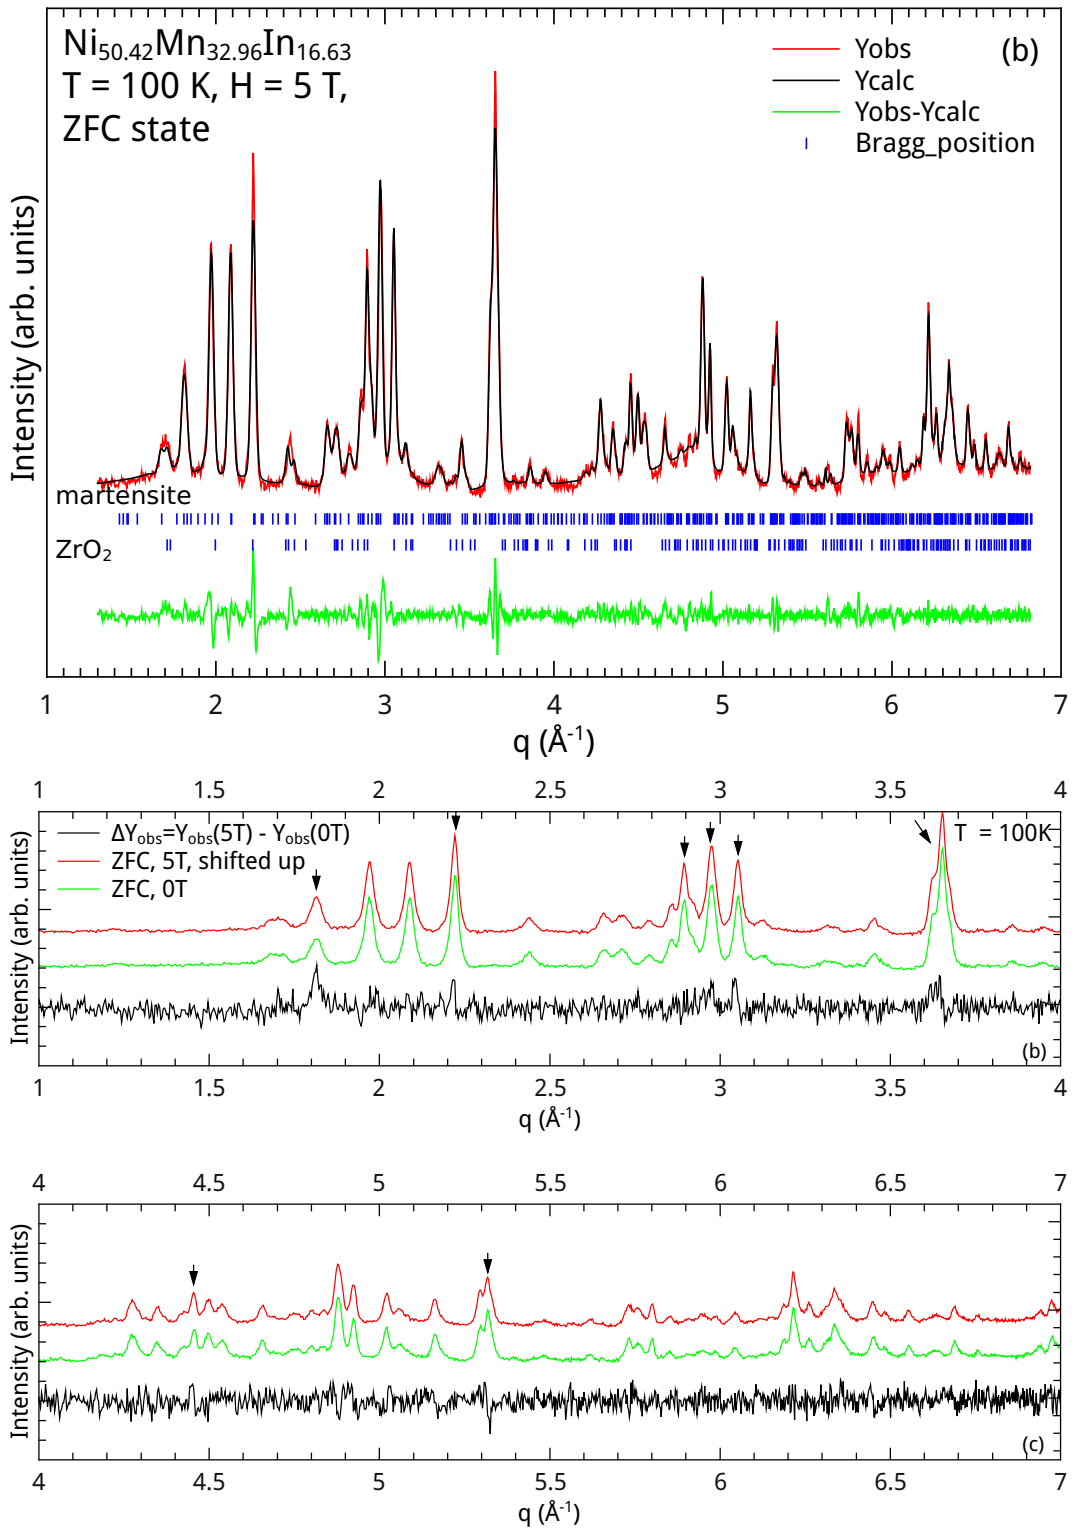 Ni50.42Mn32.96In16.63
T = 100 K, H = 5 T,
ZFC state
Yobs
Ycalc
Yobs-Ycalc
Bragg_position
(b)
Intensity (arb. units)
martensite
ZrO2
1 2 3 4 5 6 7
q (Å-1)
1 1.5 2 2.5 3 3.5 4
ΔYobs=Yobs(5T) - Yobs(0T)
ZFC, 5T, shifted up
ZFC, 0T
T = 100K
Intensity (arb. units)
(b)
1 1.5 2 2.5 3 3.5 4
q (Å-1)
4 4.5 5 5.5 6 6.5 7
Intensity (arb. units)
(c)
4 4.5 5 5.5 6 6.5 7
q (Å-1)